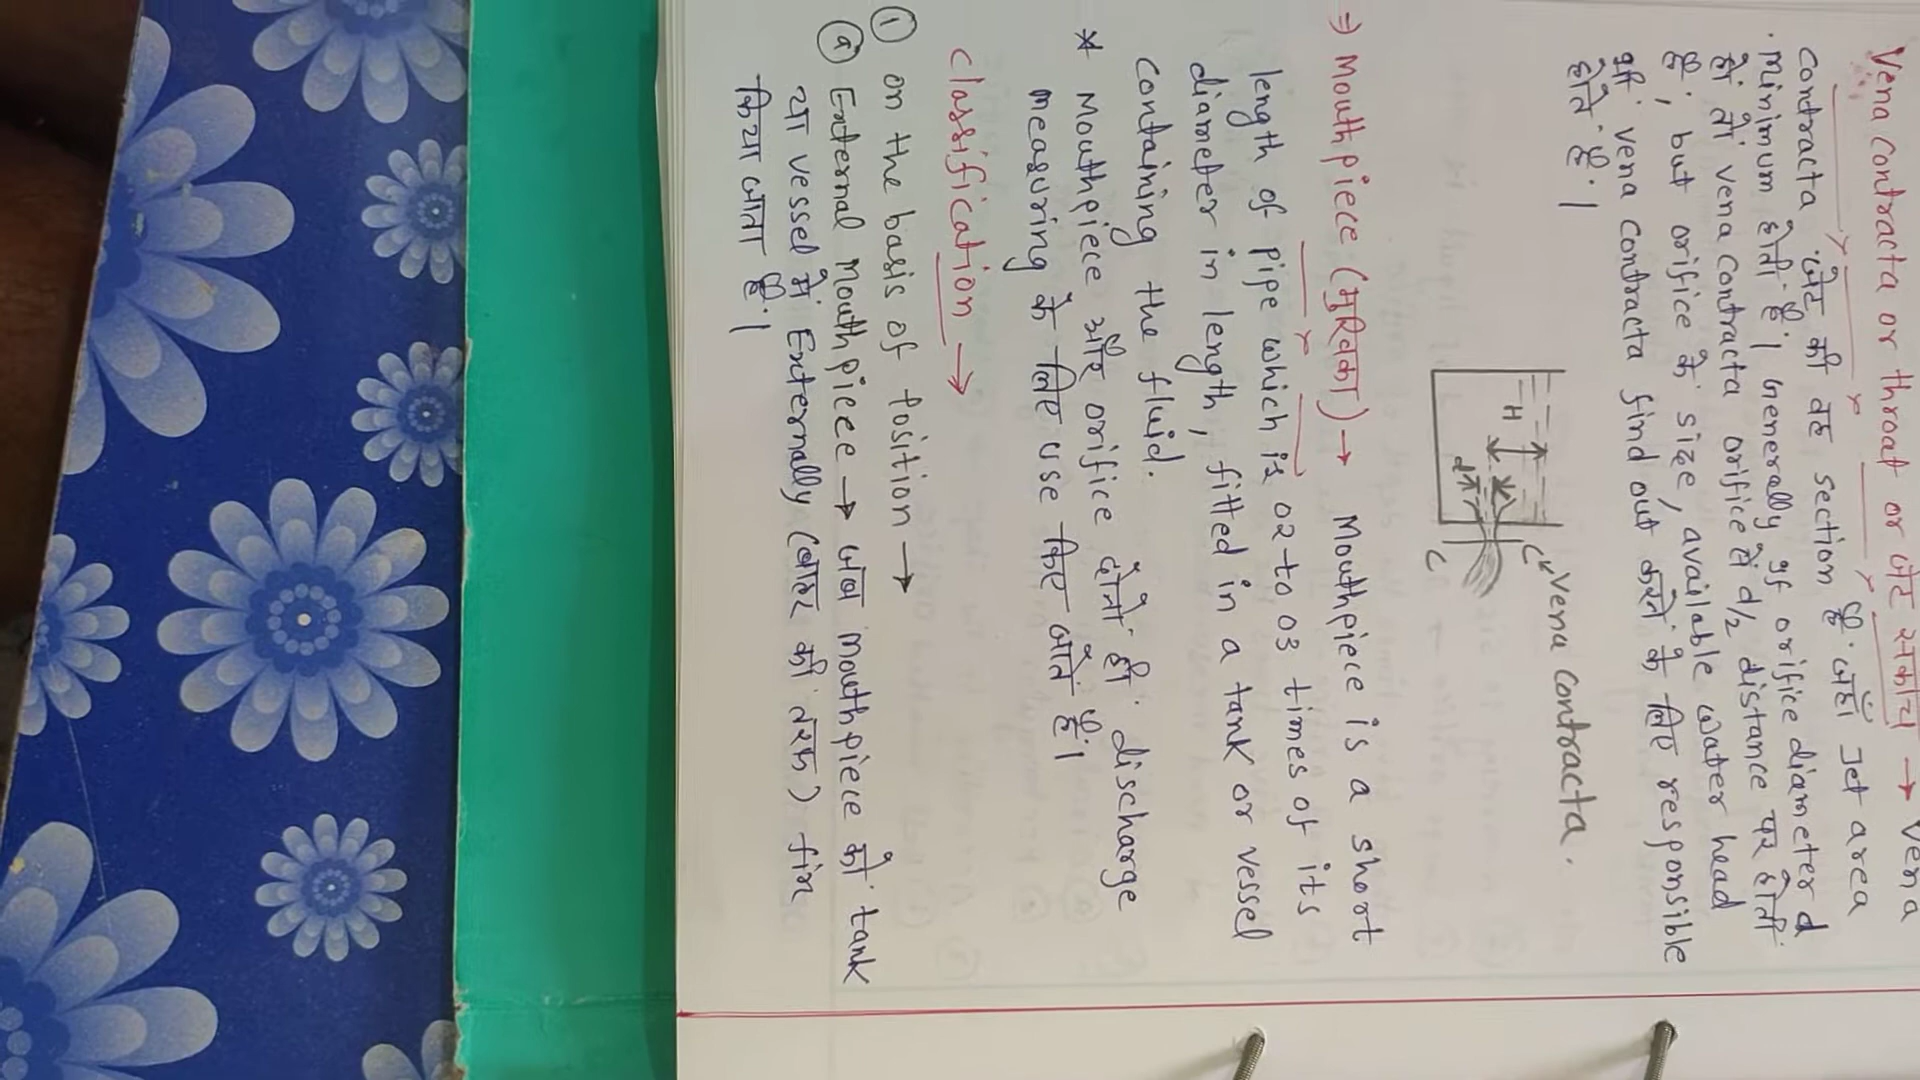 Vena contracta or throat or जेट सकोच → Vena
contracta जेट की वह section है जहाँ Jet area
minimum होती है। Generally यह orifice diameter d
हो तो vena contracta orifice से d/2 distance पर होती
है, but orifice के size, available water head
भी vena contracta find out करने के लिए responsible
होते है।
C
Vena contracta.
H
d
C
⇒ Mouthpiece (मुखिका) → Mouthpiece is a short
length of pipe which is 02 to 03 times of its
diameter in length, fitted in a tank or vessel
containing the fluid.
* Mouthpiece और orifice दोनो ही discharge
measuring के लिए use किए जाते है।
Classification →
① on the basis of Position →
ⓐ External Mouthpiece → जब mouthpiece को tank
या vessel में Externally (बाहर की तरफ) fix
किया जाता है।